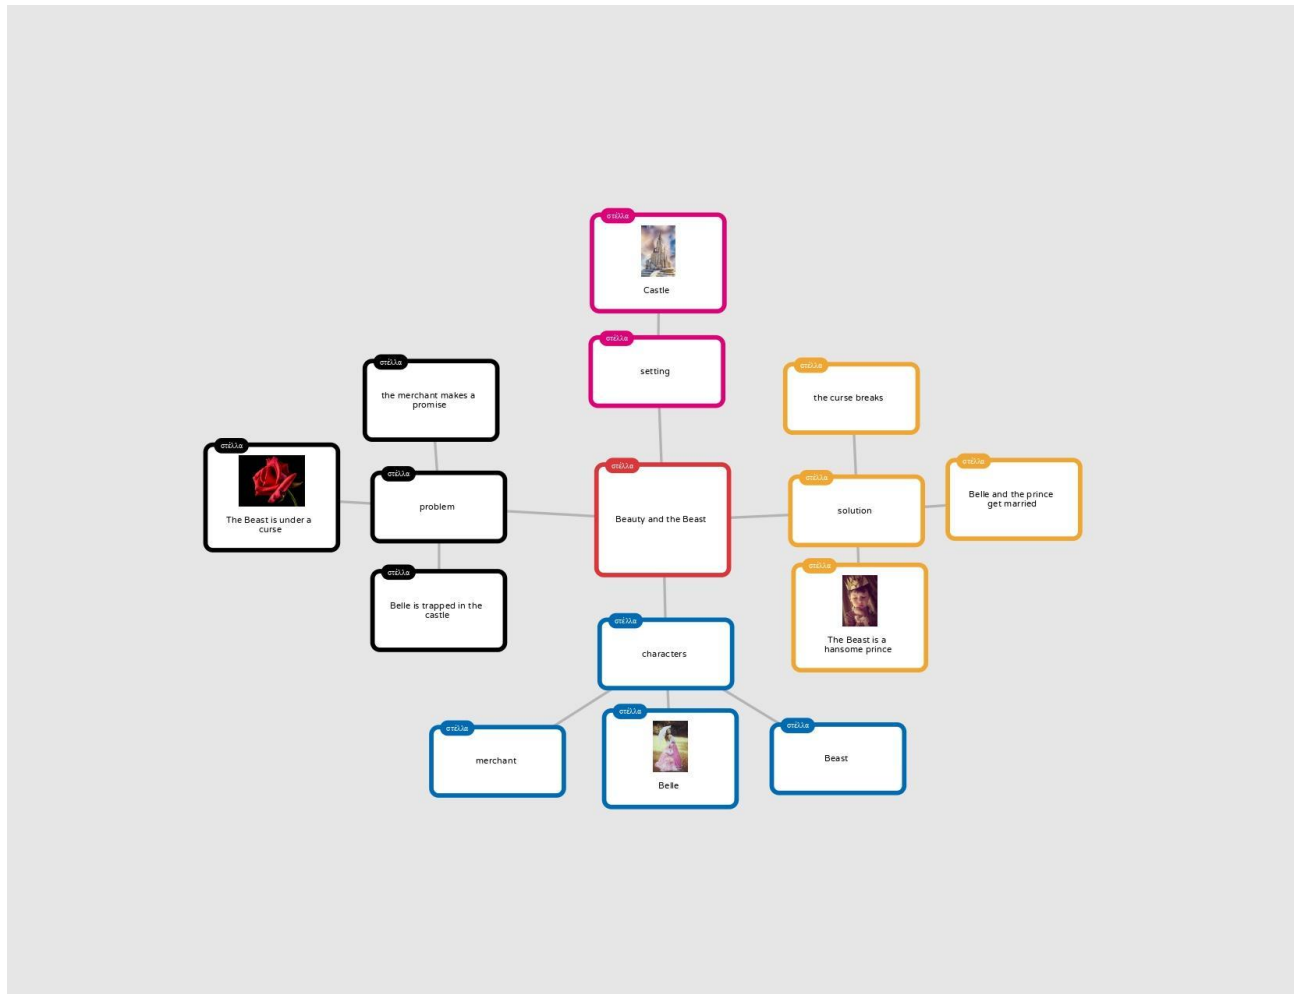 στέλλα
Castle
στέλλα
setting
στέλλα
the merchant makes a
promise
στέλλα
the curse breaks
στέλλα
The Beast is under a
curse
στέλλα
problem
στέλλα
Beauty and the Beast
στέλλα
solution
στέλλα
Belle and the prince
get married
στέλλα
Belle is trapped in the
castle
στέλλα
The Beast is a
hansome prince
στέλλα
characters
στέλλα
merchant
στέλλα
Belle
στέλλα
Beast